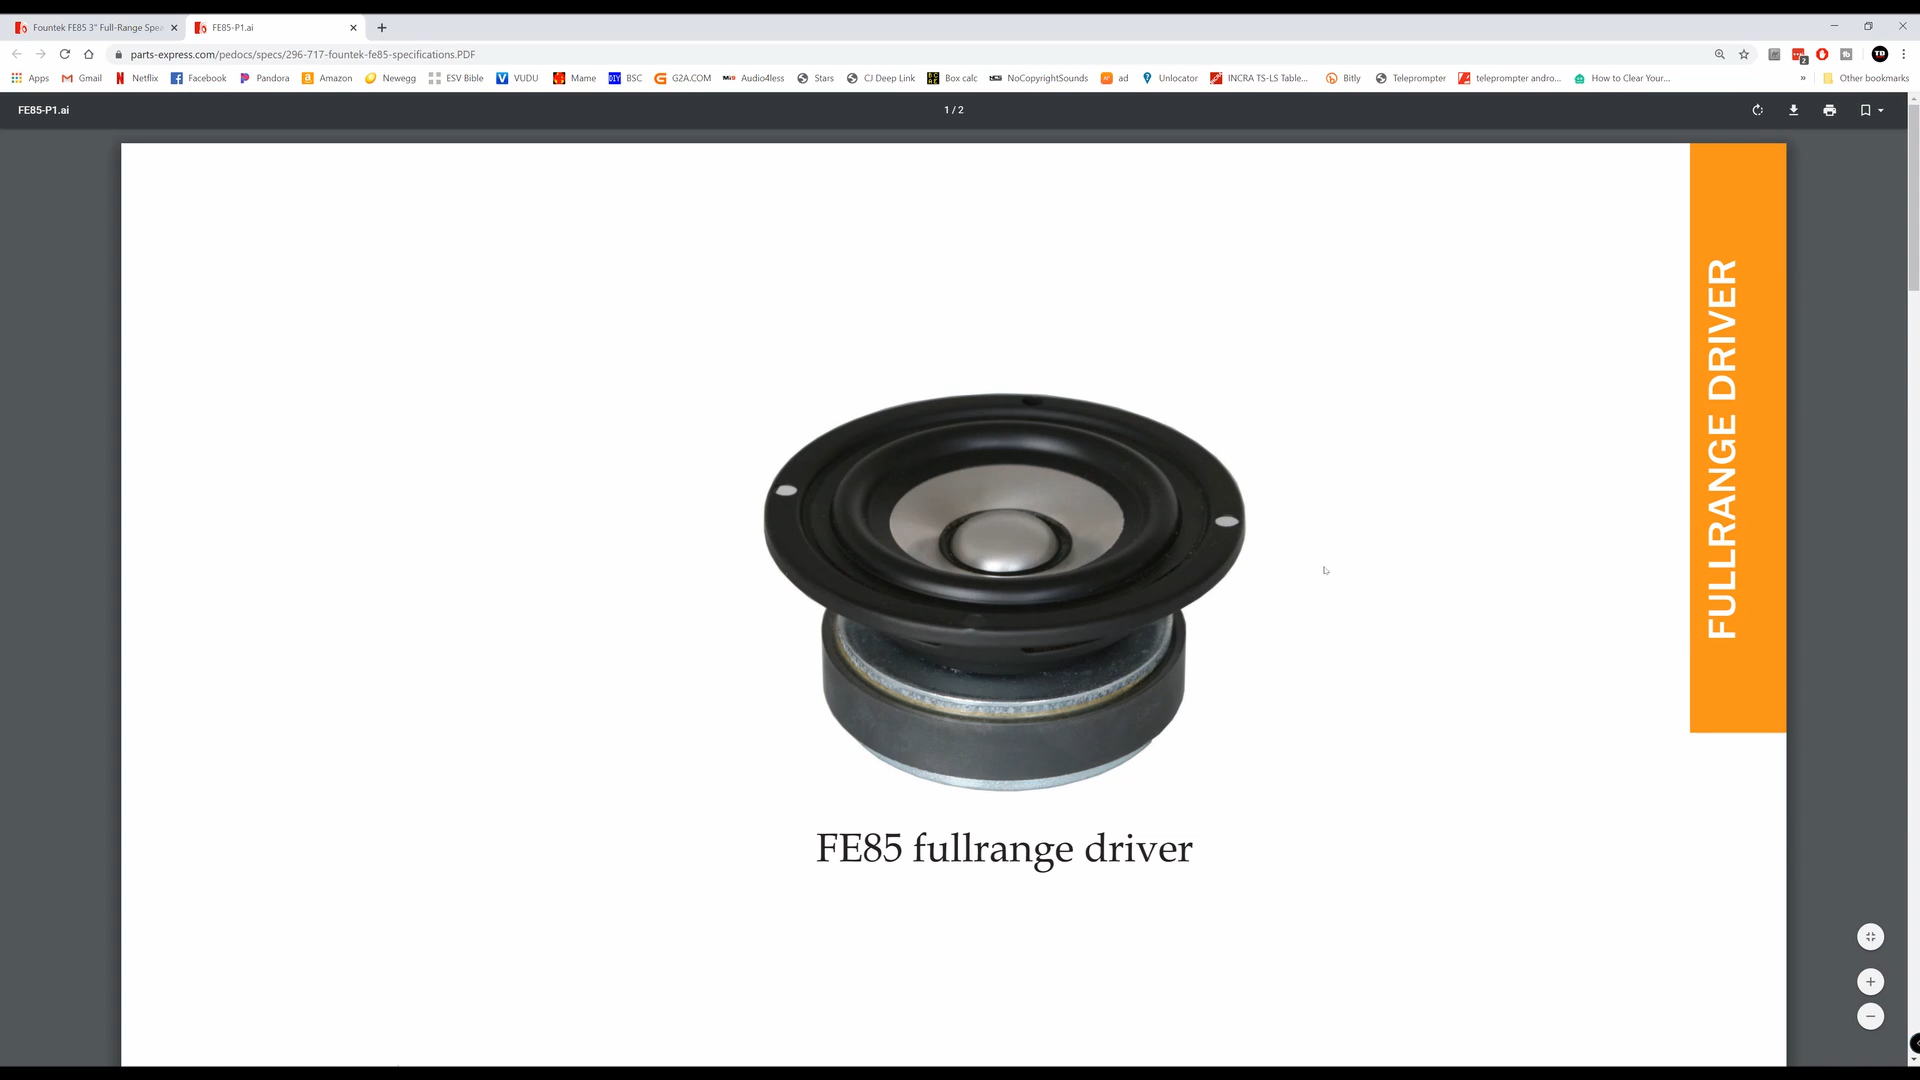 Fountek FE85 3" Full-Range Spea
FE85-P1.ai
parts-express.com/pedocs/specs/296-717-fountek-fe85-specifications.PDF
Apps Gmail Netflix Facebook Pandora Amazon Newegg ESV Bible VUDU Mame BSC G2A.COM Audio4less Stars CJ Deep Link Box calc NoCopyrightSounds ad Unlocator INCRA TS-LS Table... Bitly Teleprompter teleprompter andro... How to Clear Your... » Other bookmarks
FE85-P1.ai
1 / 2
FULLRANGE DRIVER
FE85 fullrange driver